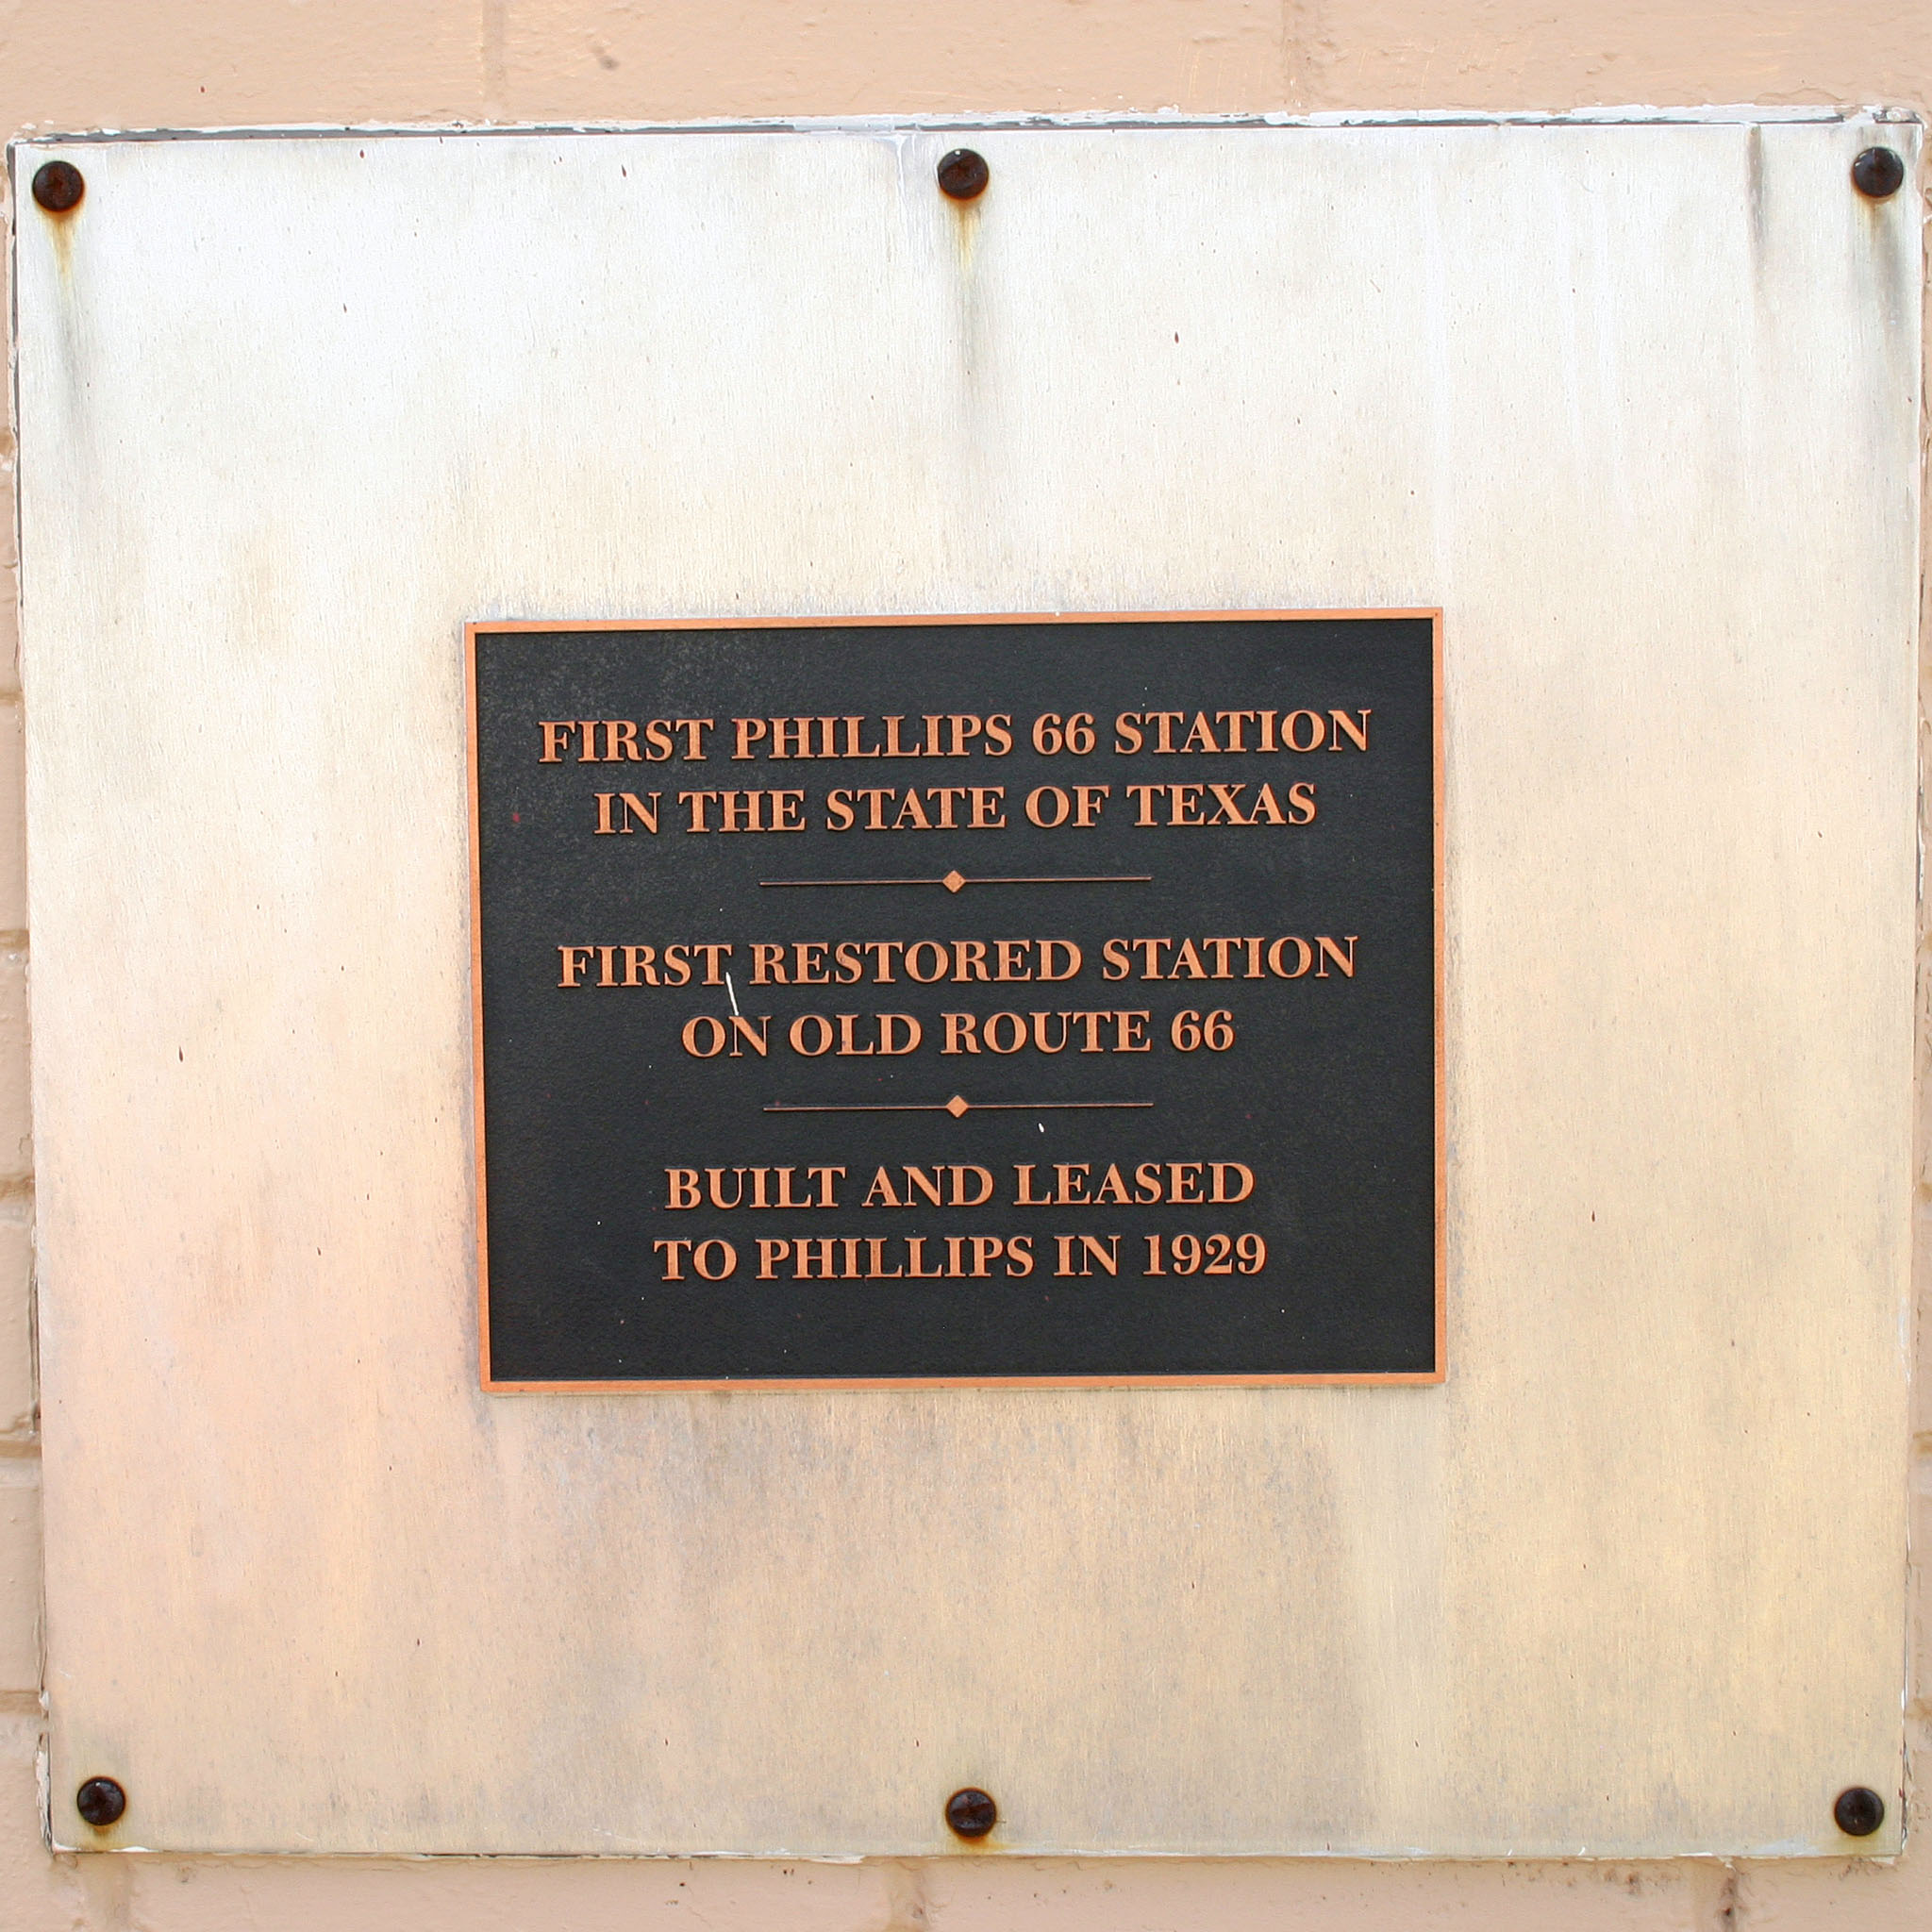 FIRST PHILLIPS 66 STATION
IN THE STATE OF TEXAS
FIRST RESTORED STATION
ON OLD ROUTE 66
BUILT AND LEASED
TO PHILLIPS IN 1929